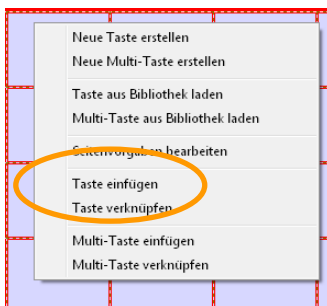 Neue Taste erstellen
Neue Multi-Taste erstellen
Taste aus Bibliothek laden
Multi-Taste aus Bibliothek laden
Seitenvorgaben bearbeiten
Taste einfügen
Taste verknüpfen
Multi-Taste einfügen
Multi-Taste verknüpfen